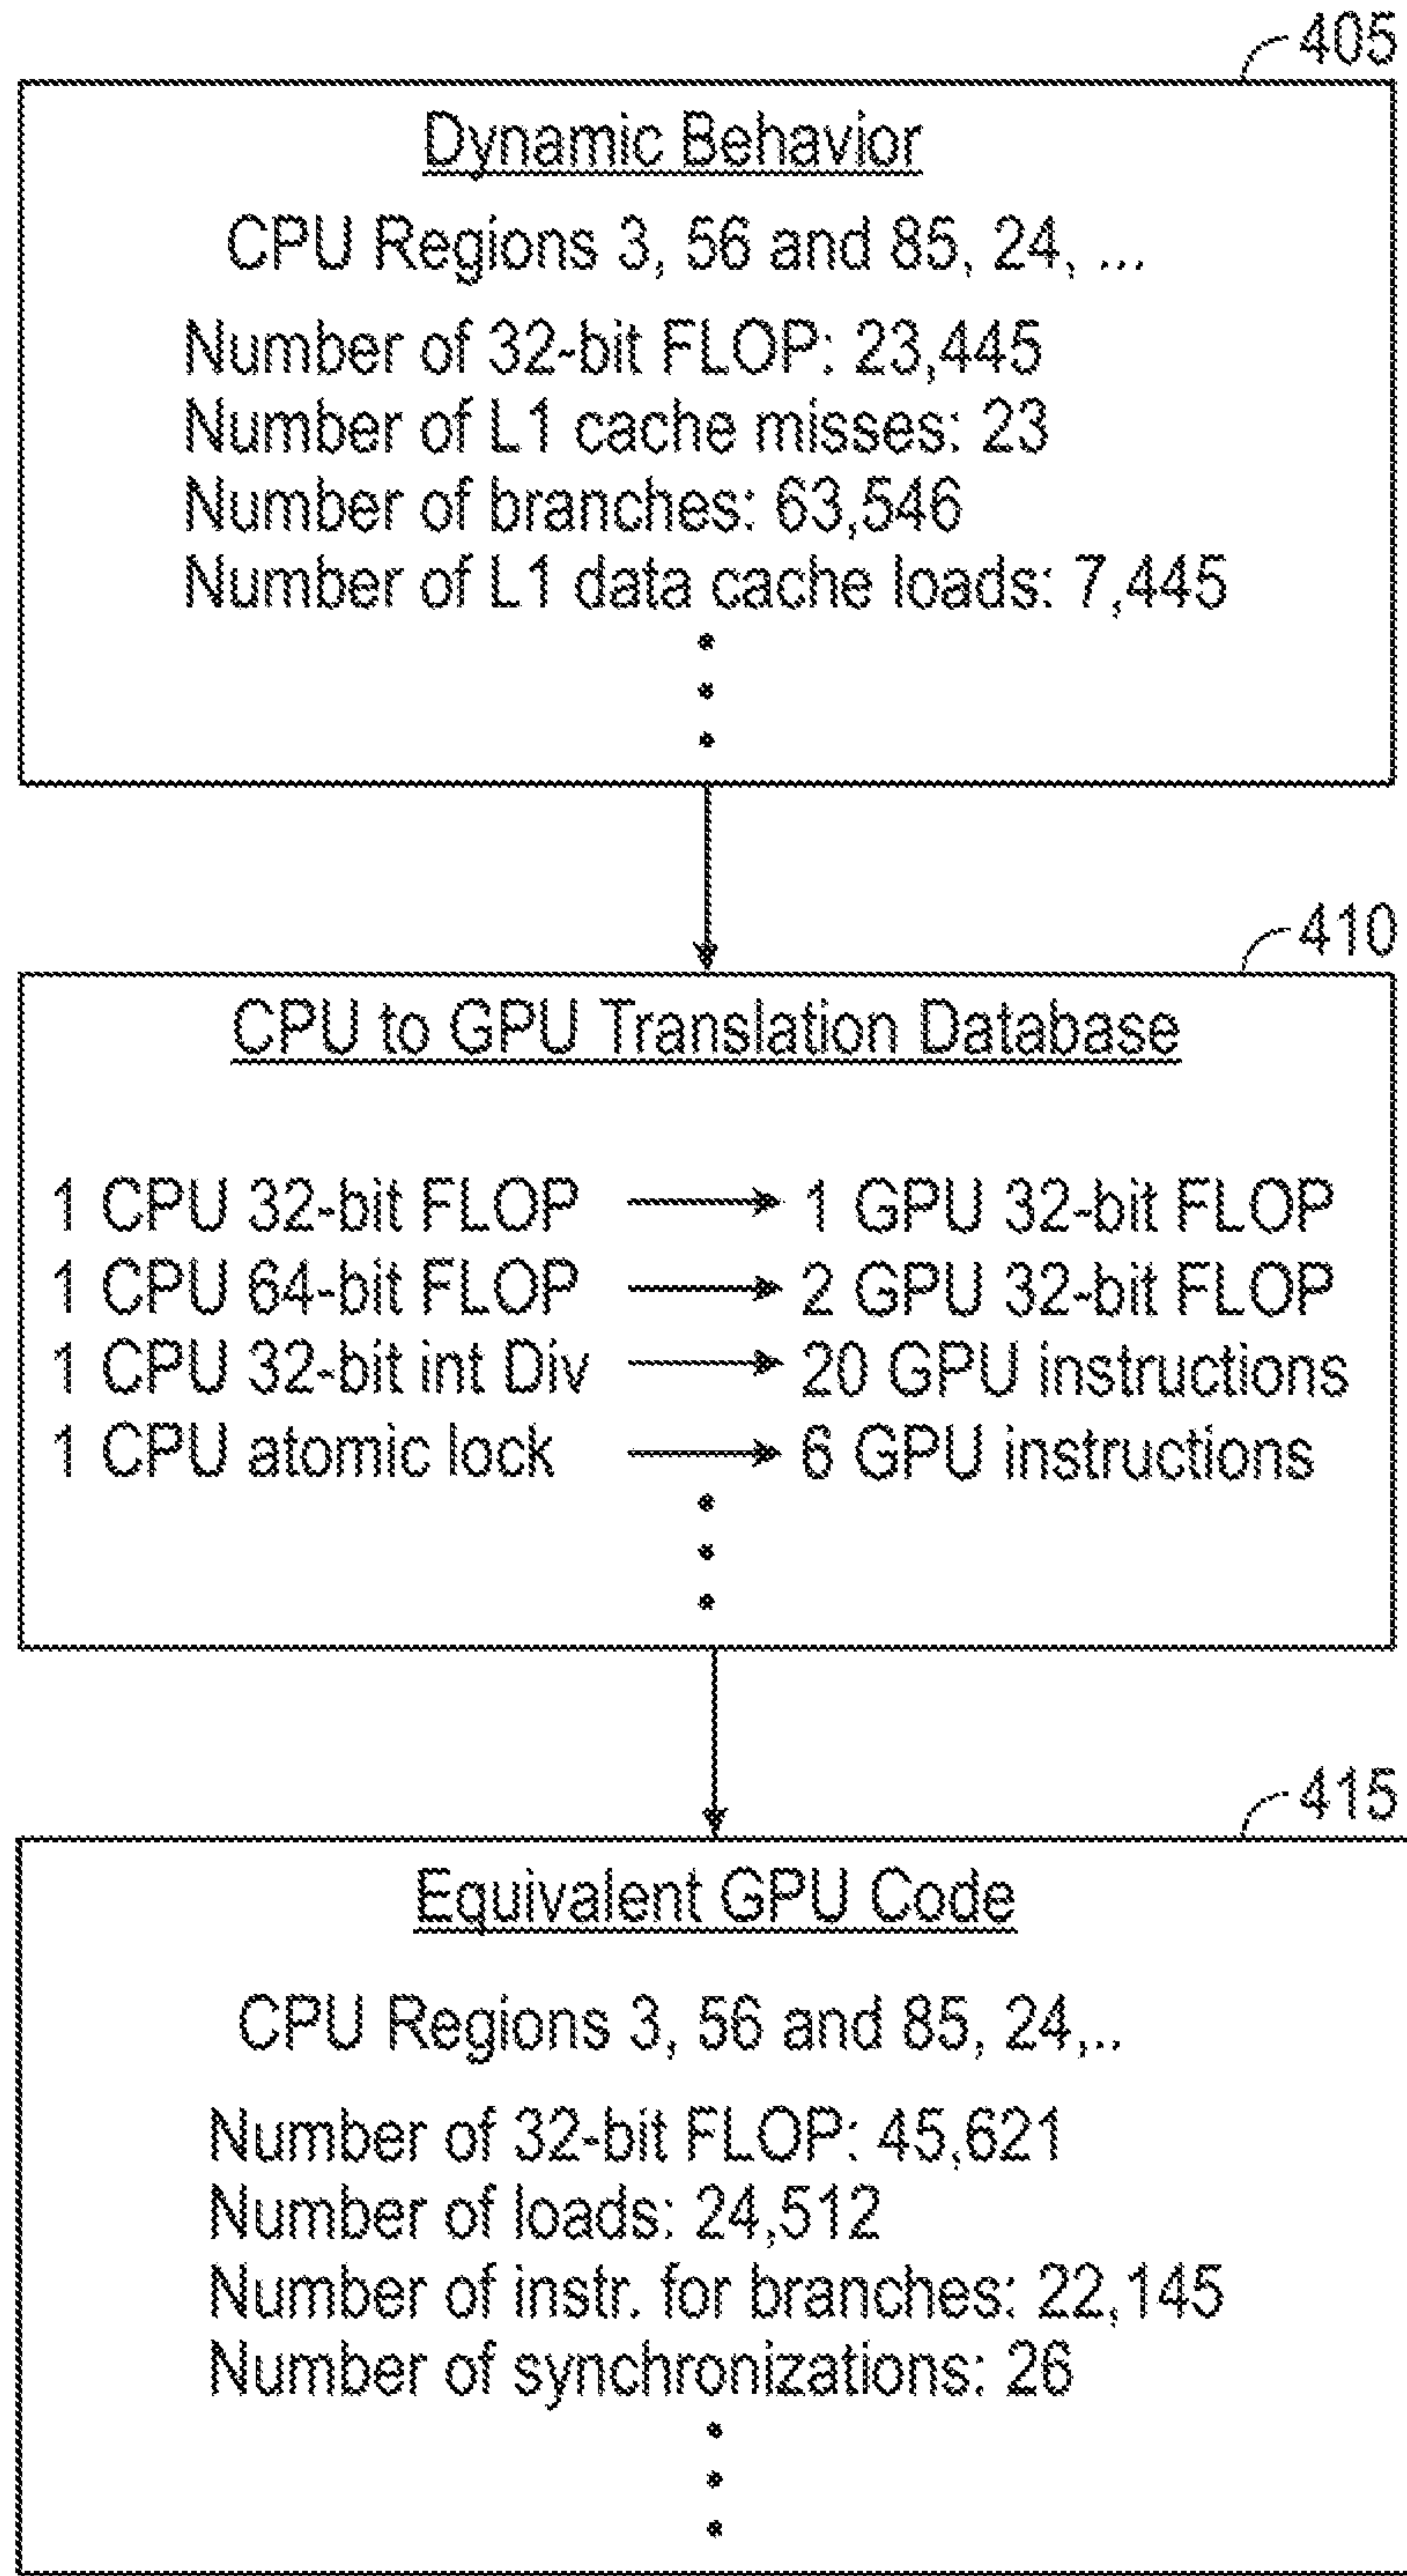 405
Dynamic Behavior
CPU Regions 3, 56 and 85, 24, ...
Number of 32-bit FLOP: 23,445
Number of L1 cache misses: 23
Number of branches: 63,546
Number of L1 data cache loads: 7,445
410
CPU to GPU Translation Database
1 CPU 32-bit FLOP → 1 GPU 32-bit FLOP
1 CPU 64-bit FLOP → 2 GPU 32-bit FLOP
1 CPU 32-bit int Div → 20 GPU instructions
1 CPU atomic lock → 6 GPU instructions
415
Equivalent GPU Code
CPU Regions 3, 56 and 85, 24,..
Number of 32-bit FLOP: 45,621
Number of loads: 24,512
Number of instr. for branches: 22,145
Number of synchronizations: 26